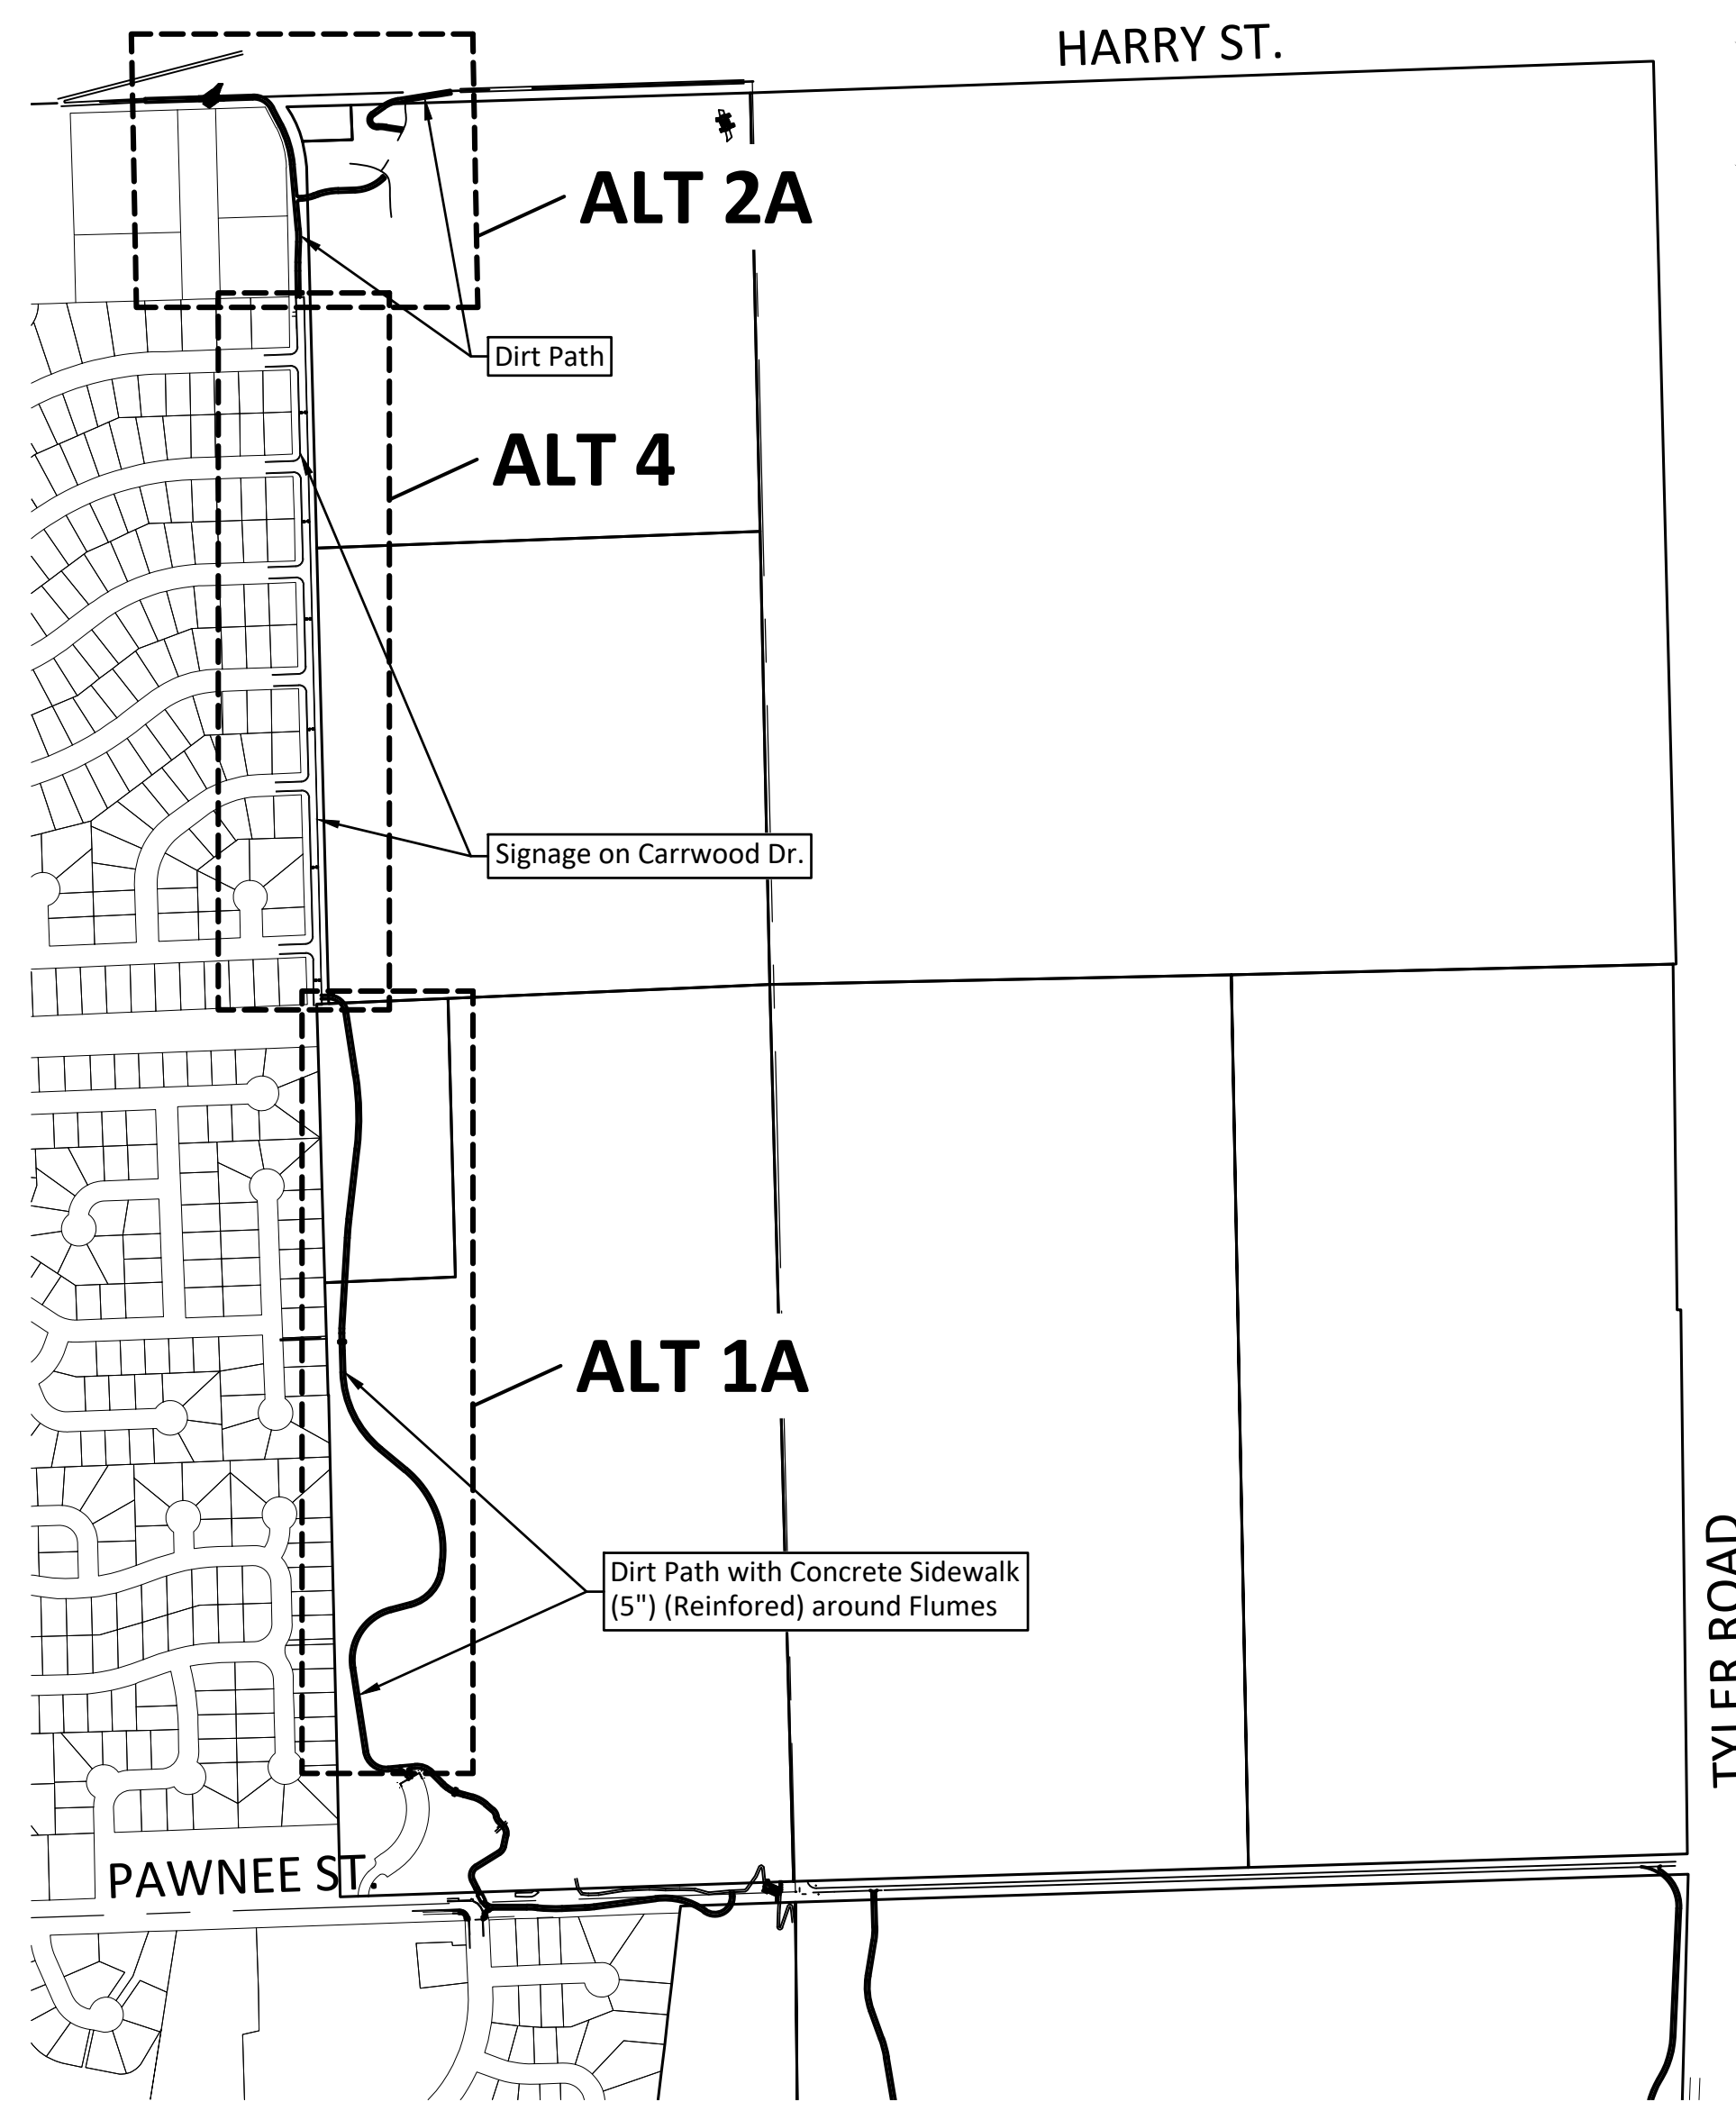 HARRY ST.
ALT 2A
Dirt Path
ALT 4
Signage on Carrwood Dr.
ALT 1A
Dirt Path with Concrete Sidewalk
(5") (Reinfored) around Flumes
TYLER ROAD
PAWNEE ST.